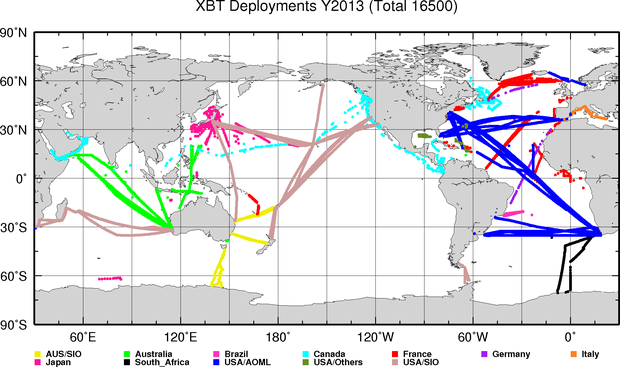 XBT Deployments Y2013 (Total 16500)
90°N
60°N
30°N
0°
30°S
60°S
90°S
60°E 120°E 180° 120°W 60°W 0°
AUS/SIO Australia Brazil Canada France Germany Italy
Japan South_Africa USA/AOML USA/Others USA/SIO